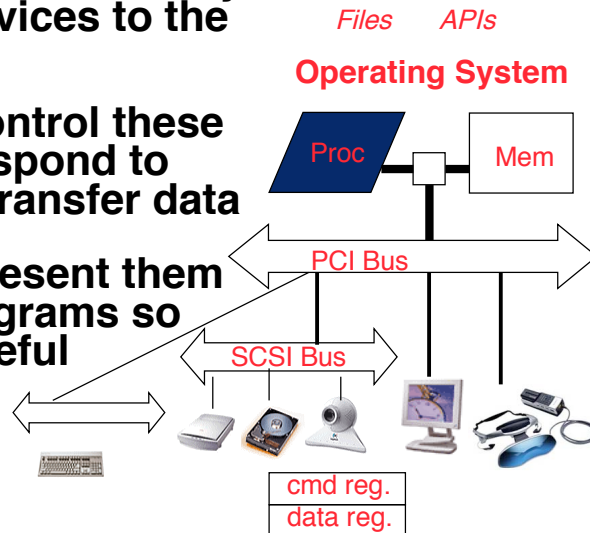 vices to the
Files APIs
Operating System
ontrol these
spond to
ransfer data
Proc
Mem
esent them
grams so
eful
PCI Bus
SCSI Bus
cmd reg.
data reg.